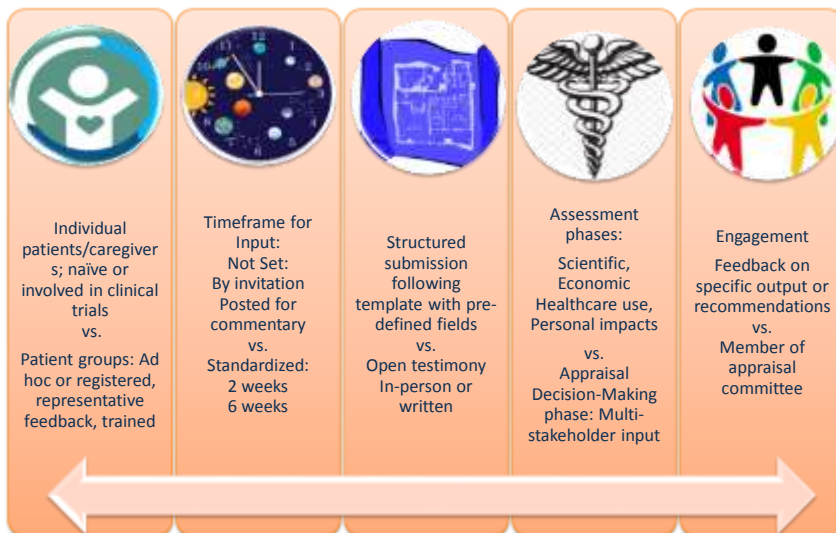 Individual
patients/caregiver
s; naïve or
involved in clinical
trials
vs.
Patient groups: Ad
hoc or registered,
representative
feedback, trained
Timeframe for
Input:
Not Set:
By invitation
Posted for
commentary
vs.
Standardized:
2 weeks
6 weeks
Structured
submission
following
template with pre-
defined fields
vs.
Open testimony
In-person or
written
Assessment
phases:
Scientific,
Economic
Healthcare use,
Personal impacts
vs.
Appraisal
Decision-Making
phase: Multi-
stakeholder input
Engagement
Feedback on
specific output or
recommendations
vs.
Member of
appraisal
committee